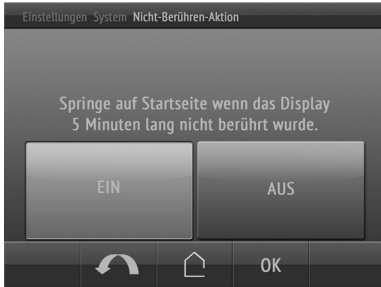 Einstellungen System Nicht-Berühren-Aktion
Springe auf Startseite wenn das Display
5 Minuten lang nicht berührt wurde.
EIN
AUS
OK